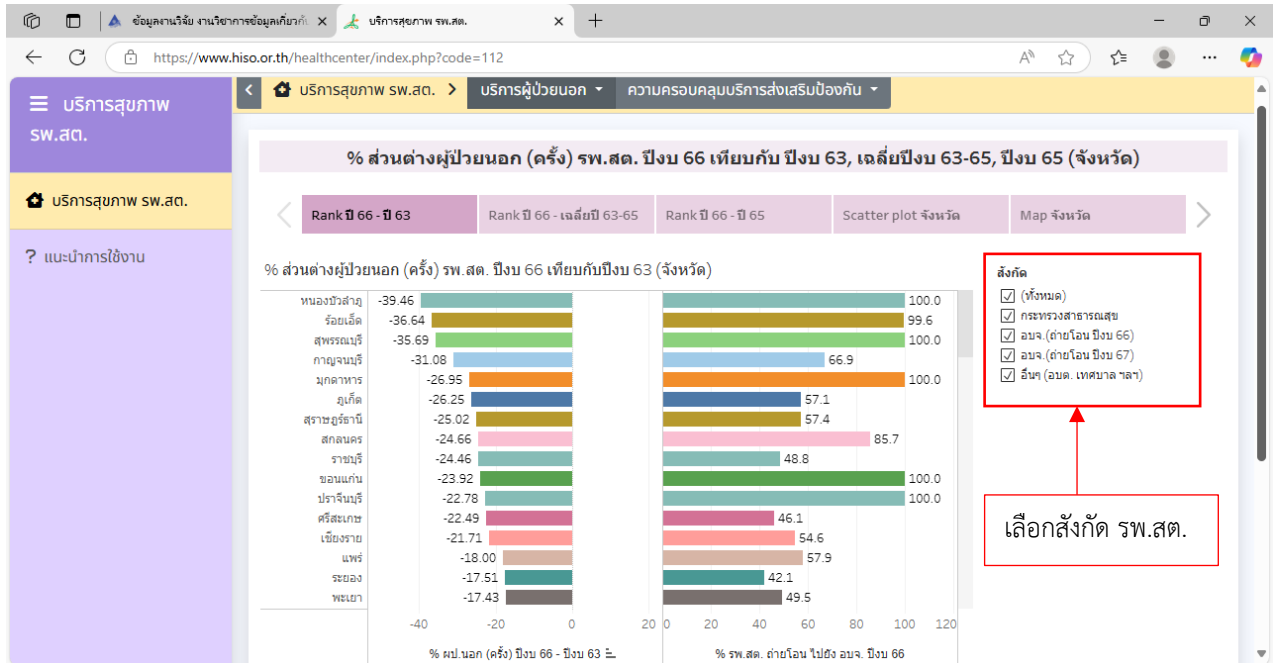 ข้อมูลงานวิจัย งานวิชาการข้อมูลเกี่ยวกั
บริการสุขภาพ รพ.สต.
https://www.hiso.or.th/healthcenter/index.php?code=112
บริการสุขภาพ
รพ.สต.
บริการสุขภาพ รพ.สต.
แนะนำการใช้งาน
บริการสุขภาพ รพ.สต. > บริการผู้ป่วยนอก ความครอบคลุมบริการส่งเสริมป้องกัน
% ส่วนต่างผู้ป่วยนอก (ครั้ง) รพ.สต. ปีงบ 66 เทียบกับ ปีงบ 63, เฉลี่ยปีงบ 63-65, ปีงบ 65 (จังหวัด)
Rank ปี 66 - ปี 63 Rank ปี 66 - เฉลี่ยปี 63-65 Rank ปี 66 - ปี 65 Scatter plot จังหวัด Map จังหวัด
% ส่วนต่างผู้ป่วยนอก (ครั้ง) รพ.สต. ปีงบ 66 เทียบกับปีงบ 63 (จังหวัด)
หนองบัวลำภู -39.46 100.0
ร้อยเอ็ด -36.64 99.6
สุพรรณบุรี -35.69 100.0
กาญจนบุรี -31.08 66.9
มุกดาหาร -26.95 100.0
ภูเก็ต -26.25 57.1
สุราษฎร์ธานี -25.02 57.4
สกลนคร -24.66 85.7
ราชบุรี -24.46 48.8
ขอนแก่น -23.92 100.0
ปราจีนบุรี -22.78 100.0
ศรีสะเกษ -22.49 46.1
เชียงราย -21.71 54.6
แพร่ -18.00 57.9
ระยอง -17.51 42.1
พะเยา -17.43 49.5
-40 -20 0 20 0 20 40 60 80 100 120
% ผป.นอก (ครั้ง) ปีงบ 66 - ปีงบ 63 % รพ.สต. ถ่ายโอน ไปยัง อบจ. ปีงบ 66
สังกัด
(ทั้งหมด)
กระทรวงสาธารณสุข
อบจ.(ถ่ายโอน ปีงบ 66)
อบจ.(ถ่ายโอน ปีงบ 67)
อื่นๆ (อบต. เทศบาล ฯลฯ)
เลือกสังกัด รพ.สต.